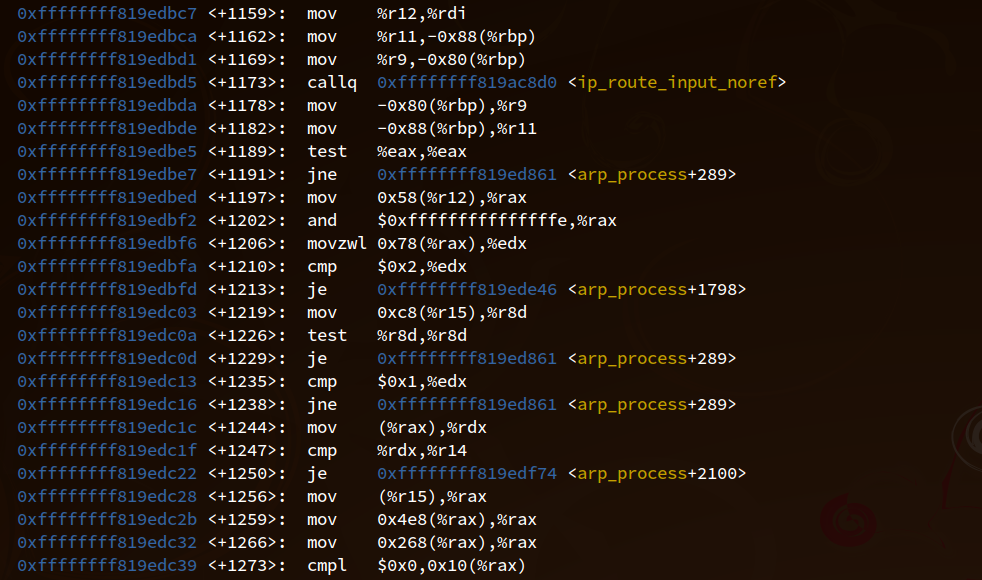 0xffffffff819edbc7 <+1159>: mov %r12,%rdi
0xffffffff819edbca <+1162>: mov %r11,-0x88(%rbp)
0xffffffff819edbd1 <+1169>: mov %r9,-0x80(%rbp)
0xffffffff819edbd5 <+1173>: callq 0xffffffff819ac8d0 <ip_route_input_noref>
0xffffffff819edbda <+1178>: mov -0x80(%rbp),%r9
0xffffffff819edbde <+1182>: mov -0x88(%rbp),%r11
0xffffffff819edbe5 <+1189>: test %eax,%eax
0xffffffff819edbe7 <+1191>: jne 0xffffffff819ed861 <arp_process+289>
0xffffffff819edbed <+1197>: mov 0x58(%r12),%rax
0xffffffff819edbf2 <+1202>: and $0xfffffffffffffffe,%rax
0xffffffff819edbf6 <+1206>: movzwl 0x78(%rax),%edx
0xffffffff819edbfa <+1210>: cmp $0x2,%edx
0xffffffff819edbfd <+1213>: je 0xffffffff819ede46 <arp_process+1798>
0xffffffff819edc03 <+1219>: mov 0xc8(%r15),%r8d
0xffffffff819edc0a <+1226>: test %r8d,%r8d
0xffffffff819edc0d <+1229>: je 0xffffffff819ed861 <arp_process+289>
0xffffffff819edc13 <+1235>: cmp $0x1,%edx
0xffffffff819edc16 <+1238>: jne 0xffffffff819ed861 <arp_process+289>
0xffffffff819edc1c <+1244>: mov (%rax),%rdx
0xffffffff819edc1f <+1247>: cmp %rdx,%r14
0xffffffff819edc22 <+1250>: je 0xffffffff819edf74 <arp_process+2100>
0xffffffff819edc28 <+1256>: mov (%r15),%rax
0xffffffff819edc2b <+1259>: mov 0x4e8(%rax),%rax
0xffffffff819edc32 <+1266>: mov 0x268(%rax),%rax
0xffffffff819edc39 <+1273>: cmpl $0x0,0x10(%rax)